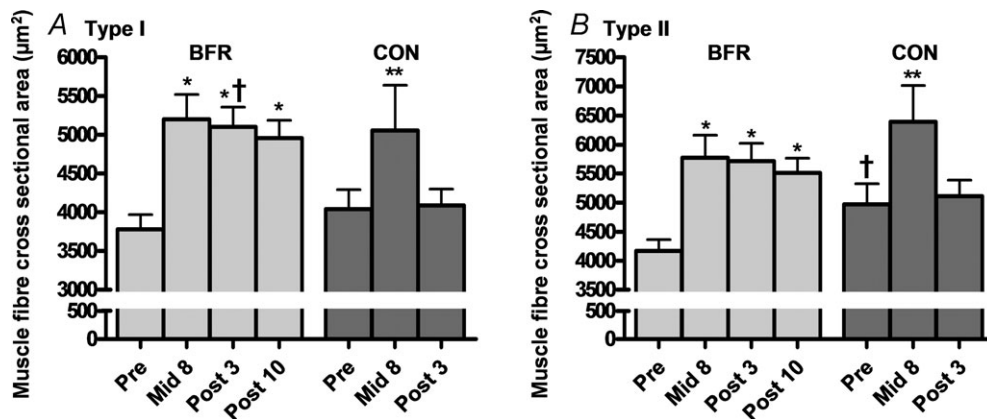 A Type I
BFR
CON
Muscle fibre cross sectional area (µm²)
6000
5500
5000
4500
4000
3500
3000
500
0
*
*†
*
**
Pre
Mid 8
Post 3
Post 10
Pre
Mid 8
Post 3
B Type II
BFR
CON
Muscle fibre cross sectional area (µm²)
7500
7000
6500
6000
5500
5000
4500
4000
3500
500
0
*
*
*
†
**
Pre
Mid 8
Post 3
Post 10
Pre
Mid 8
Post 3